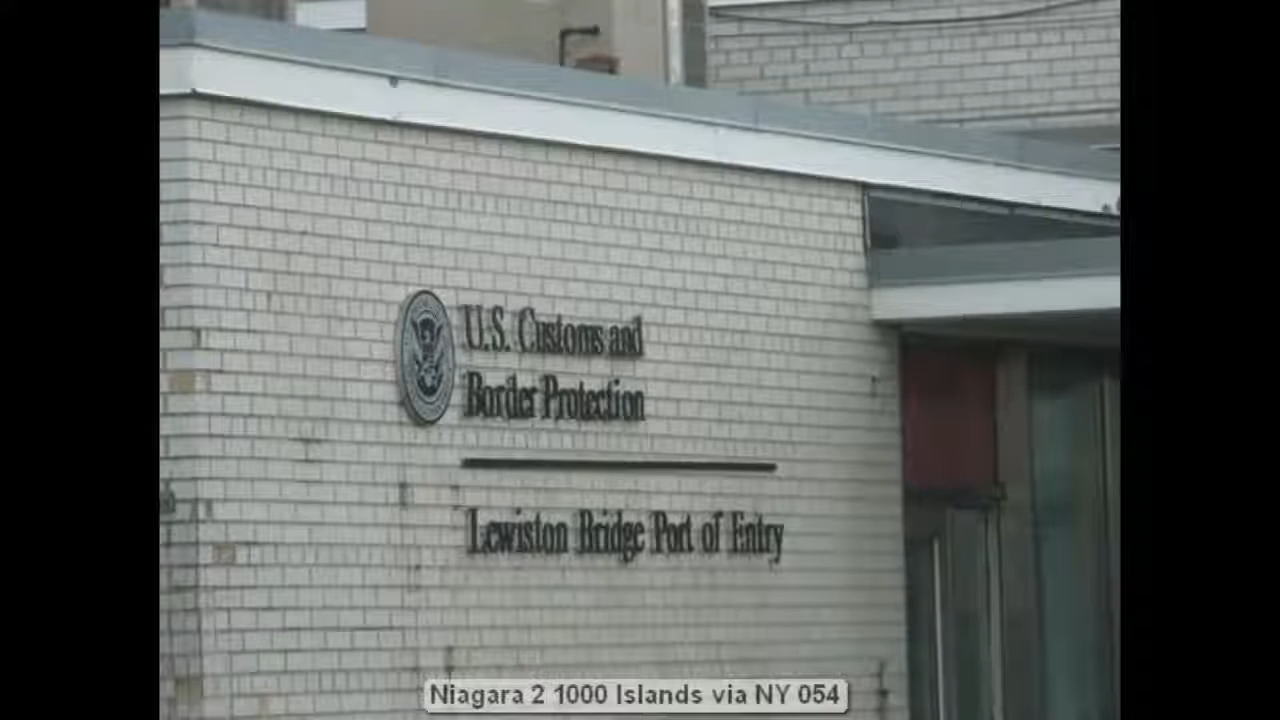 U.S. Customs and
Border Protection
Lewiston Bridge Port of Entry
Niagara 2 1000 Islands via NY 054